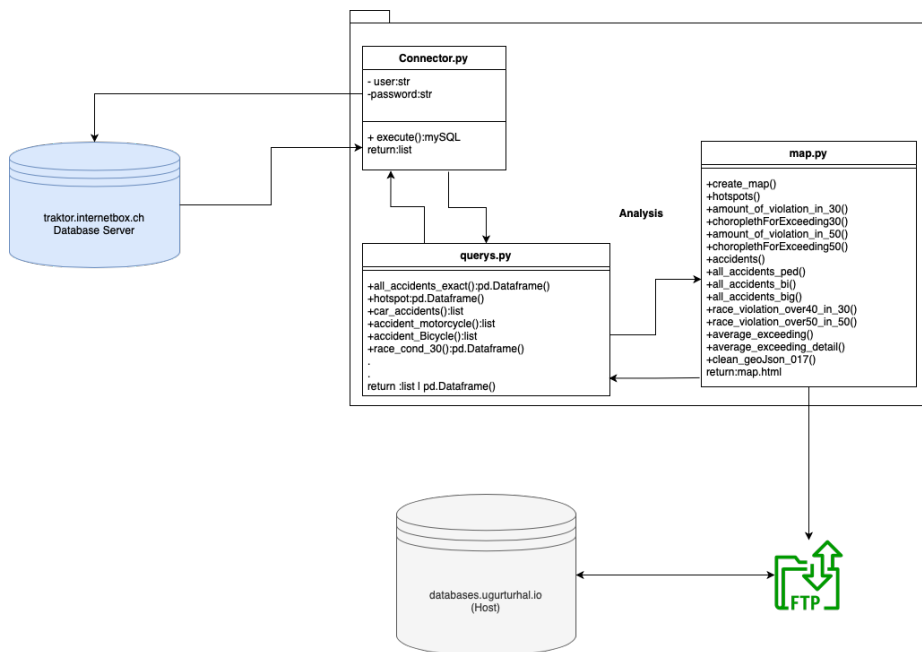 Connector.py
- user:str
-password:str
+ execute():mySQL
return:list
traktor.internetbox.ch
Database Server
Analysis
querys.py
+all_accidents_exact():pd.Dataframe()
+hotspot:pd.Dataframe()
+car_accidents():list
+accident_motorcycle():list
+accident_Bicycle():list
+race_cond_30():pd.Dataframe()
.
.
return :list | pd.Dataframe()
map.py
+create_map()
+hotspots()
+amount_of_violation_in_30()
+choroplethForExceeding30()
+amount_of_violation_in_50()
+choroplethForExceeding50()
+accidents()
+all_accidents_ped()
+all_accidents_bi()
+all_accidents_big()
+race_violation_over40_in_30()
+race_violation_over50_in_50()
+average_exceeding()
+average_exceeding_detail()
+clean_geoJson_017()
return:map.html
databases.ugurturhal.io
(Host)
FTP